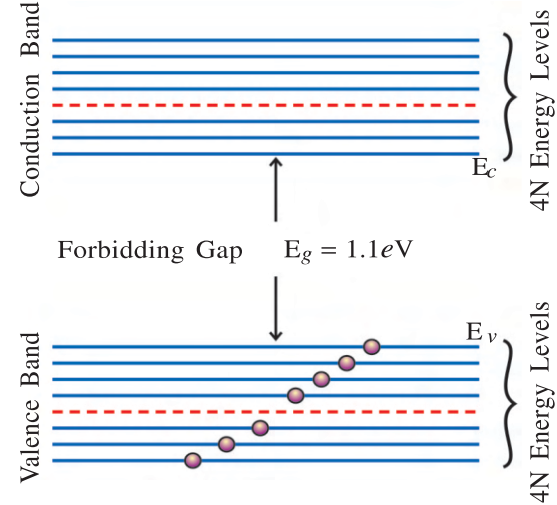 Conduction Band
4N Energy Levels
Ec
Forbidding Gap Eg = 1.1eV
Ev
Valence Band
4N Energy Levels